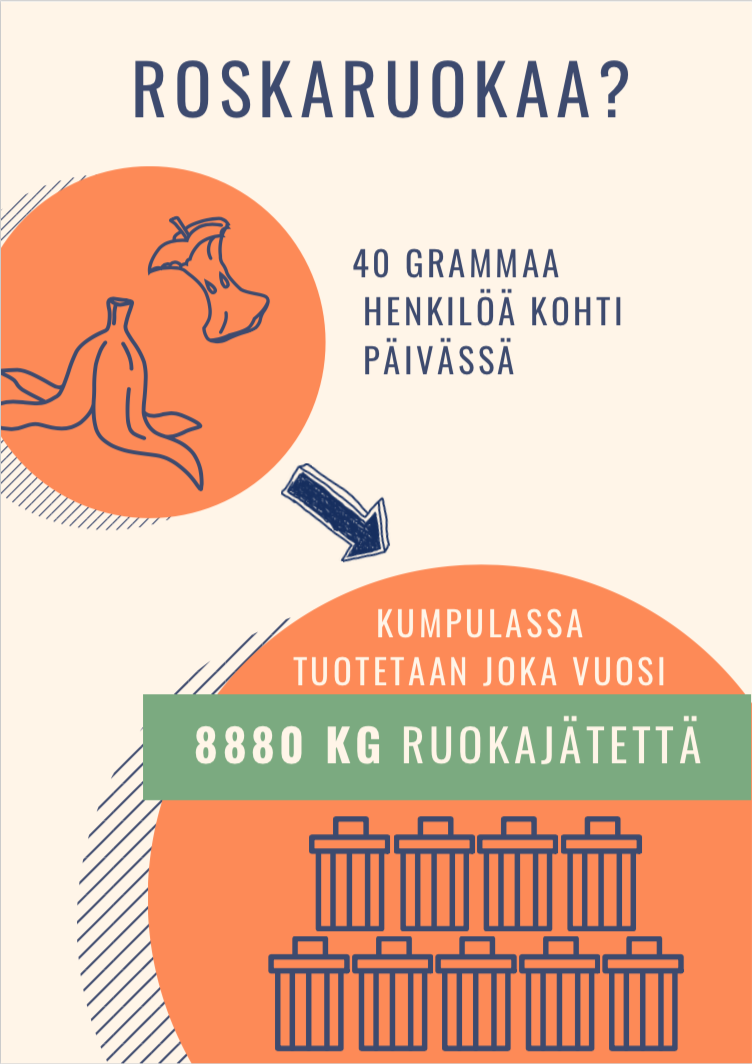 ROSKARUOKAA?
40 GRAMMAA
HENKILÖÄ KOHTI
PÄIVÄSSÄ
KUMPULASSA
TUOTETAAN JOKA VUOSI
8880 KG RUOKAJÄTETTÄ